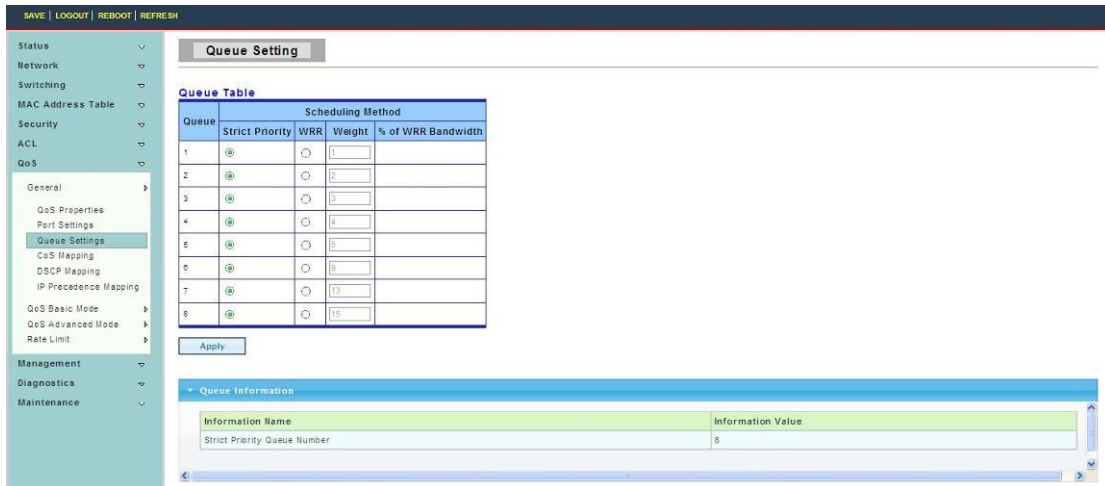 SAVE | LOGOUT | REBOOT | REFRESH
Status
Network
Switching
MAC Address Table
Security
ACL
QoS
General
QoS Properties
Port Settings
Queue Settings
CoS Mapping
DSCP Mapping
IP Precedence Mapping
QoS Basic Mode
QoS Advanced Mode
Rate Limit
Management
Diagnostics
Maintenance
Queue Setting
Queue Table
Queue Scheduling Method
Strict Priority WRR Weight % of WRR Bandwidth
1 1
2 2
3 3
4 4
5 5
6 9
7 13
8 15
Apply
Queue Information
Information Name Information Value
Strict Priority Queue Number 8